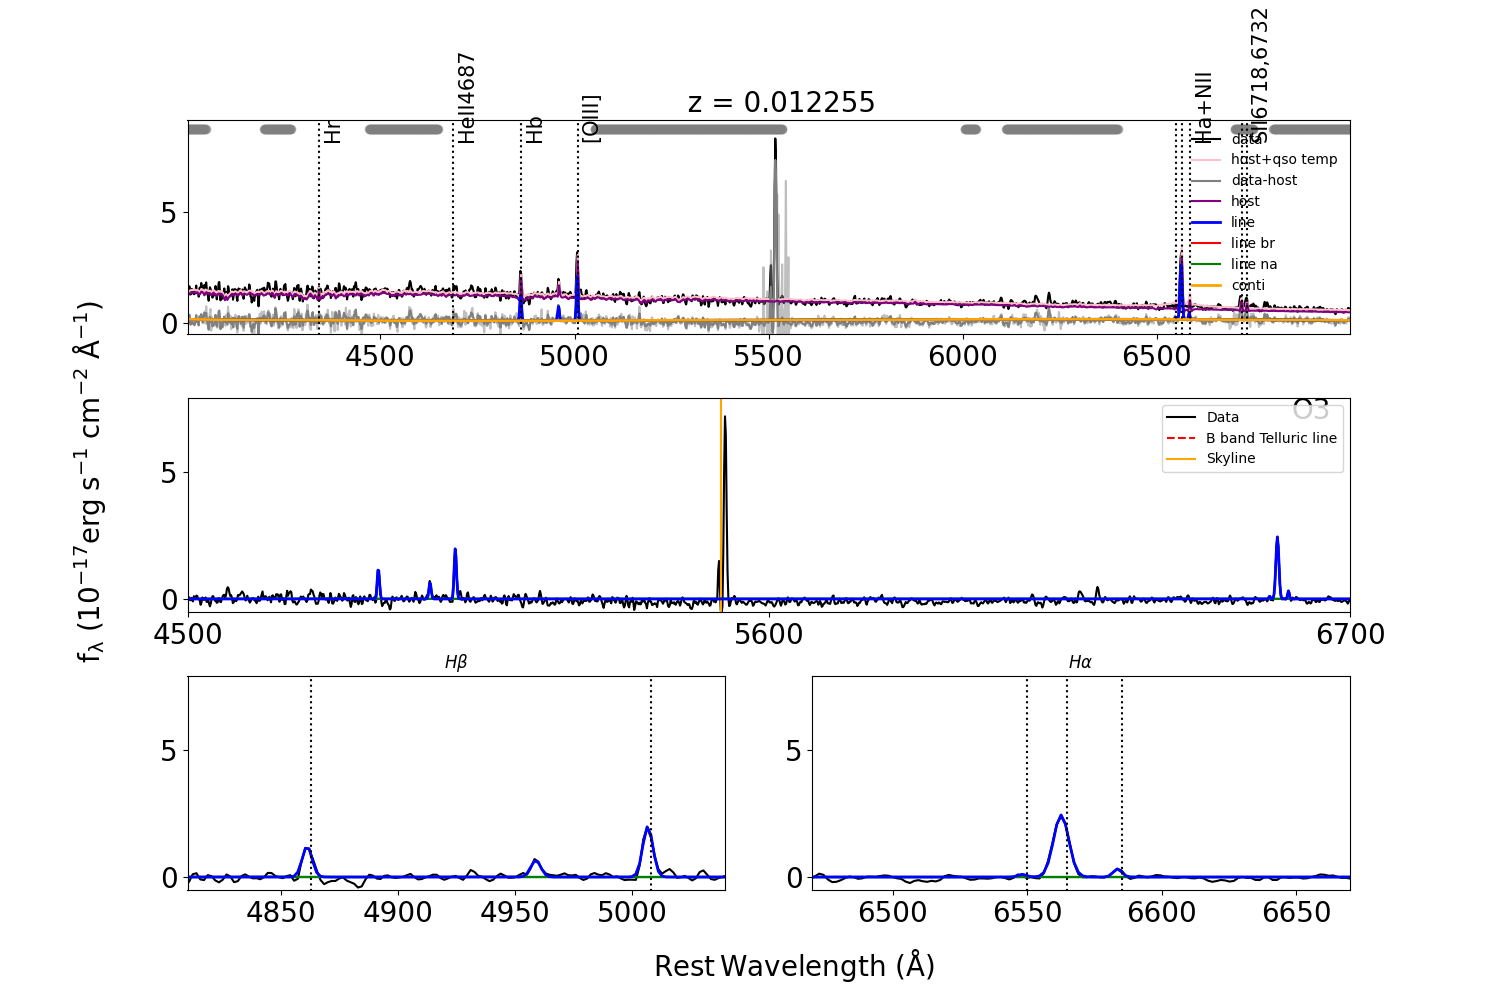 z = 0.012255
Hr
HeII4687
Hb
[OIII]
Ha+NII
SII6718,6732
data
host+qso temp
data-host
host
line
line br
line na
conti
5
0
4500 5000 5500 6000 6500
O3
Data
B band Telluric line
Skyline
5
0
4500 5600 6700
fλ (10⁻¹⁷erg s⁻¹ cm⁻² Å⁻¹)
Hβ
5
0
4850 4900 4950 5000
Hα
5
0
6500 6550 6600 6650
Rest Wavelength (Å)